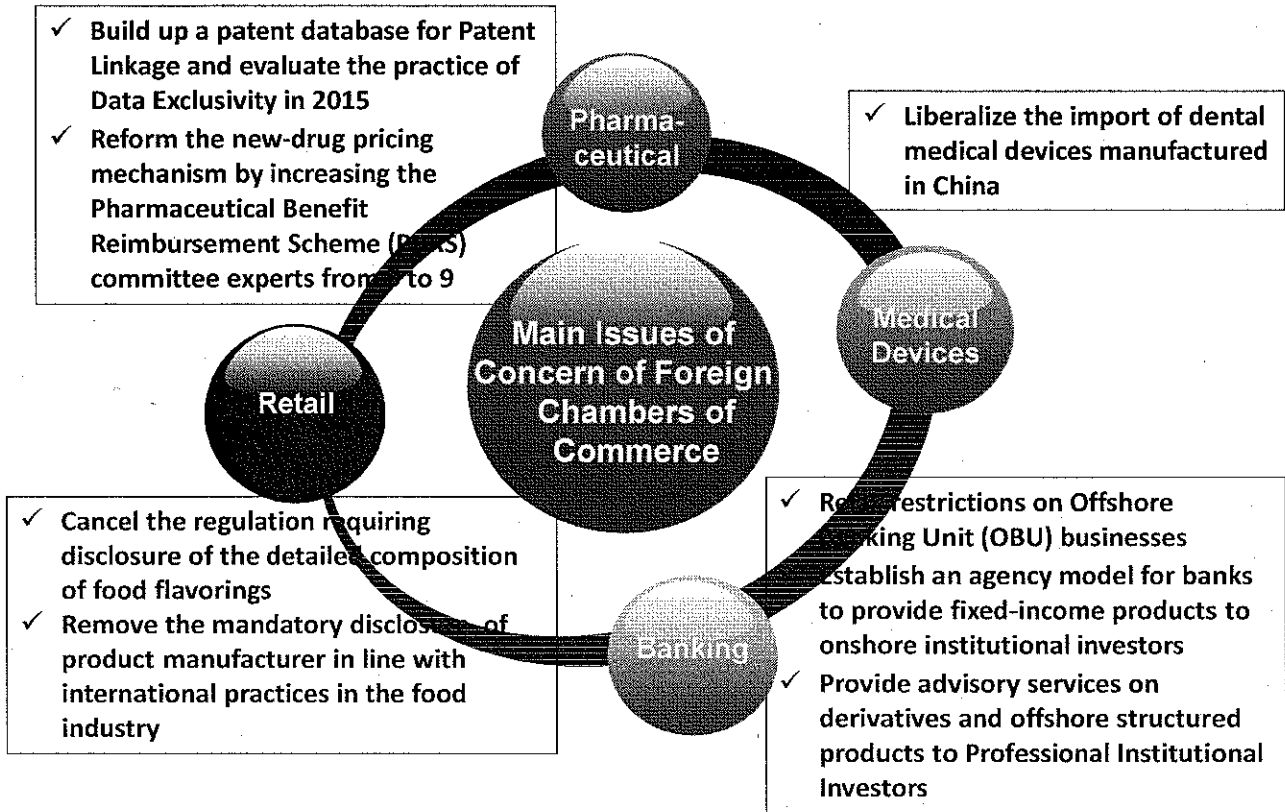 ✓ Build up a patent database for Patent
Linkage and evaluate the practice of
Data Exclusivity in 2015
✓ Reform the new-drug pricing
mechanism by increasing the
Pharmaceutical Benefit
Reimbursement Scheme
committee experts from to 9
Pharma-
ceutical
✓ Liberalize the import of dental
medical devices manufactured
in China
Medical
Devices
Main Issues of
Concern of Foreign
Chambers of
Commerce
Retail
✓ Cancel the regulation requiring
disclosure of the detailed composition
of food flavorings
✓ Remove the mandatory disclosure of
product manufacturer in line with
international practices in the food
industry
Banking
✓ restrictions on Offshore
Unit (OBU) businesses
Establish an agency model for banks
to provide fixed-income products to
onshore institutional investors
✓ Provide advisory services on
derivatives and offshore structured
products to Professional Institutional
Investors